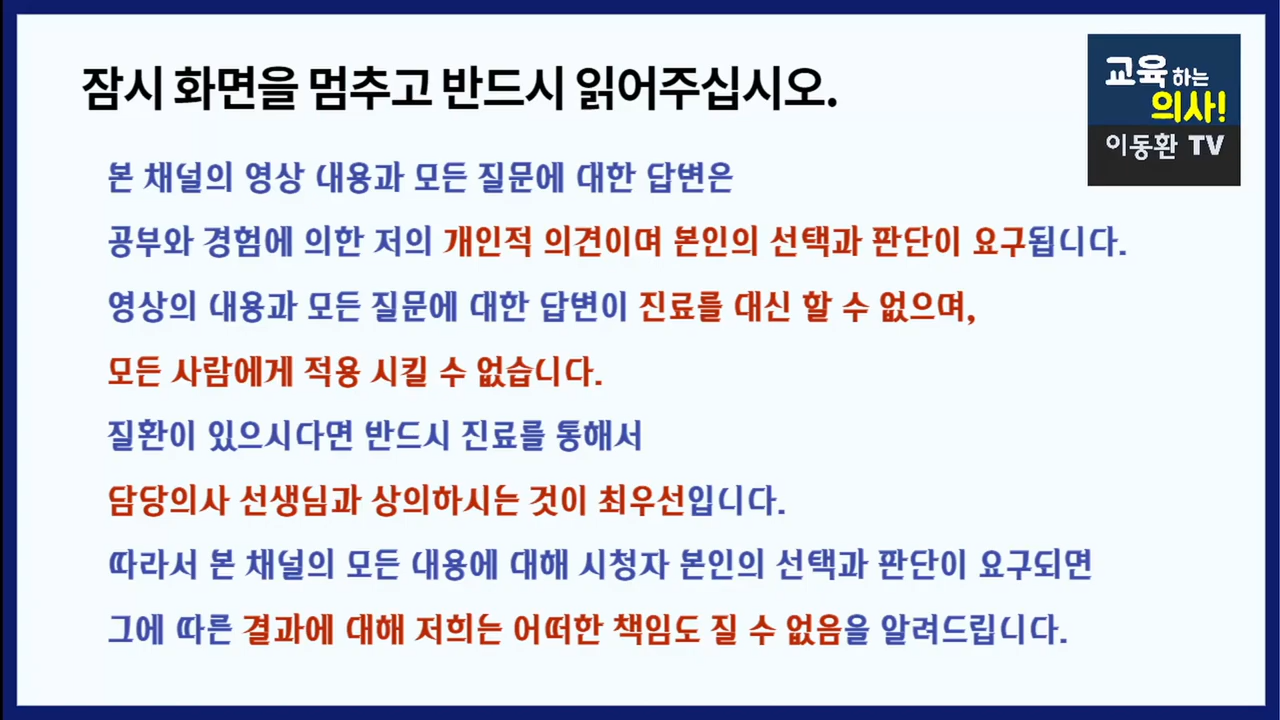 잠시 화면을 멈추고 반드시 읽어주십시오.
교육 하는
의사!
이동환 TV
본 채널의 영상 내용과 모든 질문에 대한 답변은
공부와 경험에 의한 저의 개인적 의견이며 본인의 선택과 판단이 요구됩니다.
영상의 내용과 모든 질문에 대한 답변이 진료를 대신 할 수 없으며,
모든 사람에게 적용 시킬 수 없습니다.
질환이 있으시다면 반드시 진료를 통해서
담당의사 선생님과 상의하시는 것이 최우선입니다.
따라서 본 채널의 모든 내용에 대해 시청자 본인의 선택과 판단이 요구되면
그에 따른 결과에 대해 저희는 어떠한 책임도 질 수 없음을 알려드립니다.